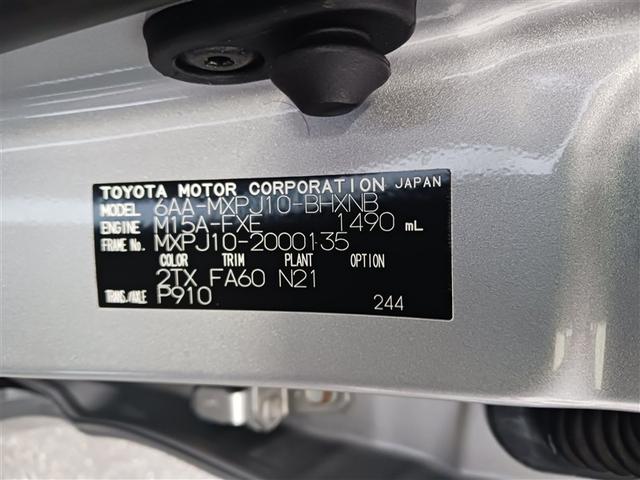 TOYOTA MOTOR CORPORATION JAPAN
MODEL 6AA-MXPJ10-BHXNB
ENGINE M15A-FXE 1490 mL
FRAME No. MXPJ10-2000135
COLOR TRIM PLANT OPTION
2TX FA60 N21
TRANS./AXLE P910 244